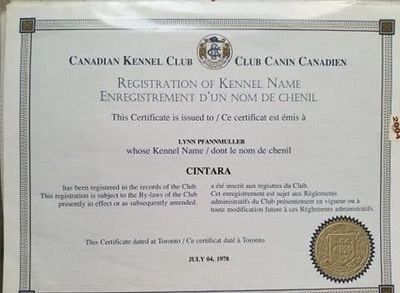 CANADIAN KENNEL CLUB CLUB CANIN CANADIEN
REGISTRATION OF KENNEL NAME
ENREGISTREMENT D'UN NOM DE CHENIL
This Certificate is issued to / Ce certificat est émis à
LYNN PFANNMULLER
whose Kennel Name / dont le nom de chenil
CINTARA
has been registered in the records of the Club.
This registration is subject to the By-laws of the Club
presently in effect or as subsequently amended.
a été inscrit aux registres du Club.
Cet enregistrement est sujet aux Règlements
administratifs du Club présentement en vigueur ou à
toute modification future à ces Règlements administratifs.
This Certificate dated at Toronto / Ce certificat daté à Toronto
JULY 04, 1978
2004